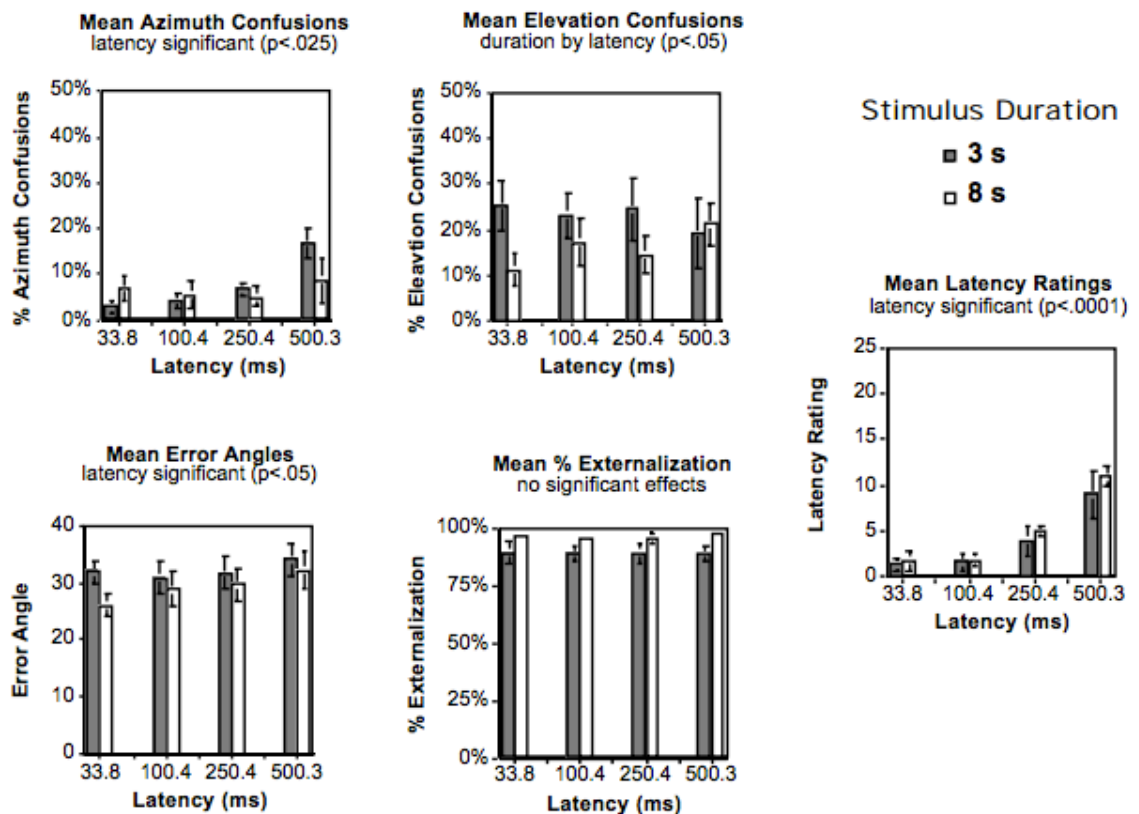 Mean Azimuth Confusions
latency significant (p<.025)
50%
40%
30%
20%
10%
0%
% Azimuth Confusions
33.8 100.4 250.4 500.3
Latency (ms)
Mean Elevation Confusions
duration by latency (p<.05)
50%
40%
30%
20%
10%
0%
% Eleavtion Confusions
33.8 100.4 250.4 500.3
Latency (ms)
Stimulus Duration
3 s
8 s
Mean Latency Ratings
latency significant (p<.0001)
25
20
15
10
5
0
Latency Rating
33.8 100.4 250.4 500.3
Latency (ms)
Mean Error Angles
latency significant (p<.05)
40
30
20
10
0
Error Angle
33.8 100.4 250.4 500.3
Latency (ms)
Mean % Externalization
no significant effects
100%
75%
50%
25%
0%
% Externalization
33.8 100.4 250.4 500.3
Latency (ms)